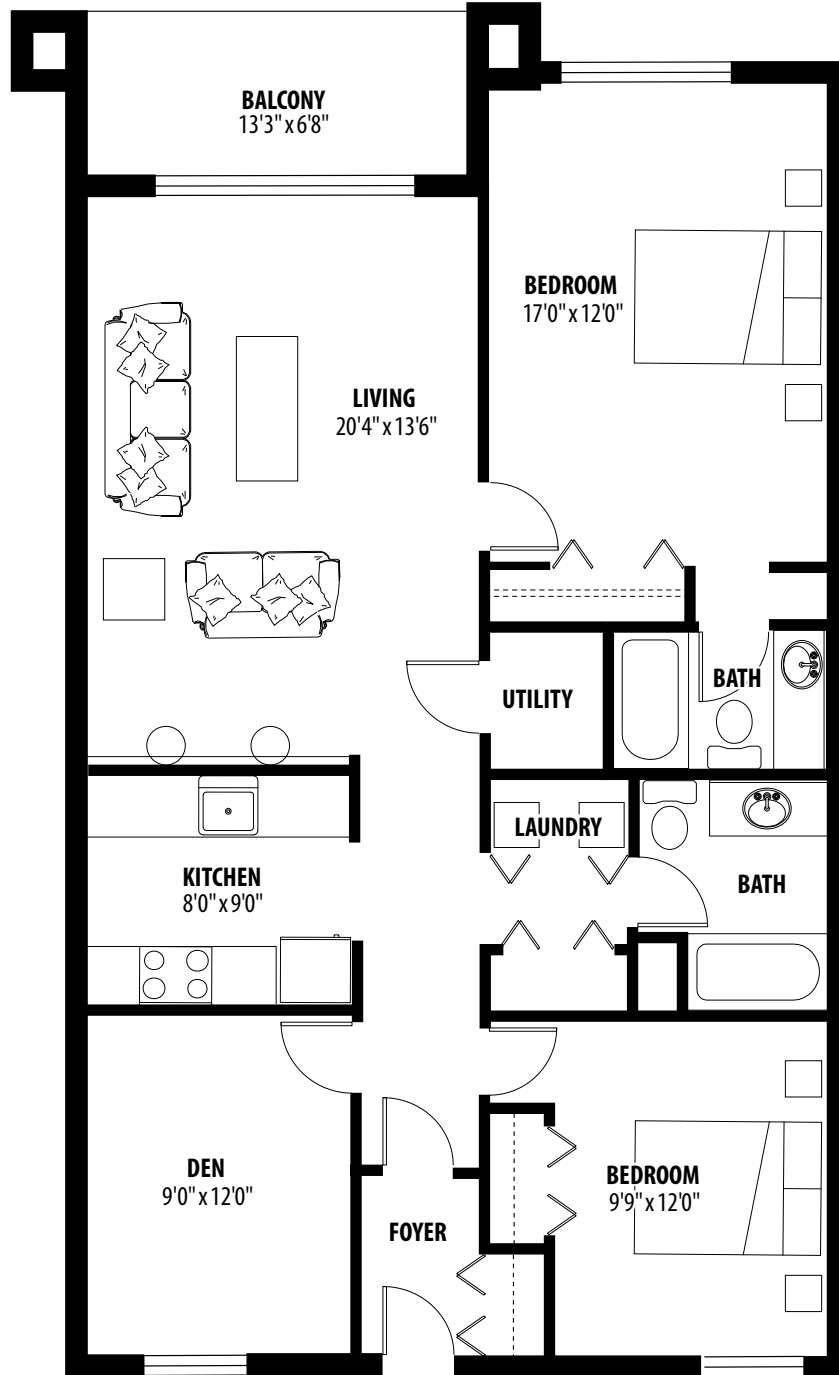 BALCONY
13'3" x 6'8"
BEDROOM
17'0" x 12'0"
LIVING
20'4" x 13'6"
UTILITY
BATH
LAUNDRY
KITCHEN
8'0" x 9'0"
BATH
DEN
9'0" x 12'0"
BEDROOM
9'9" x 12'0"
FOYER